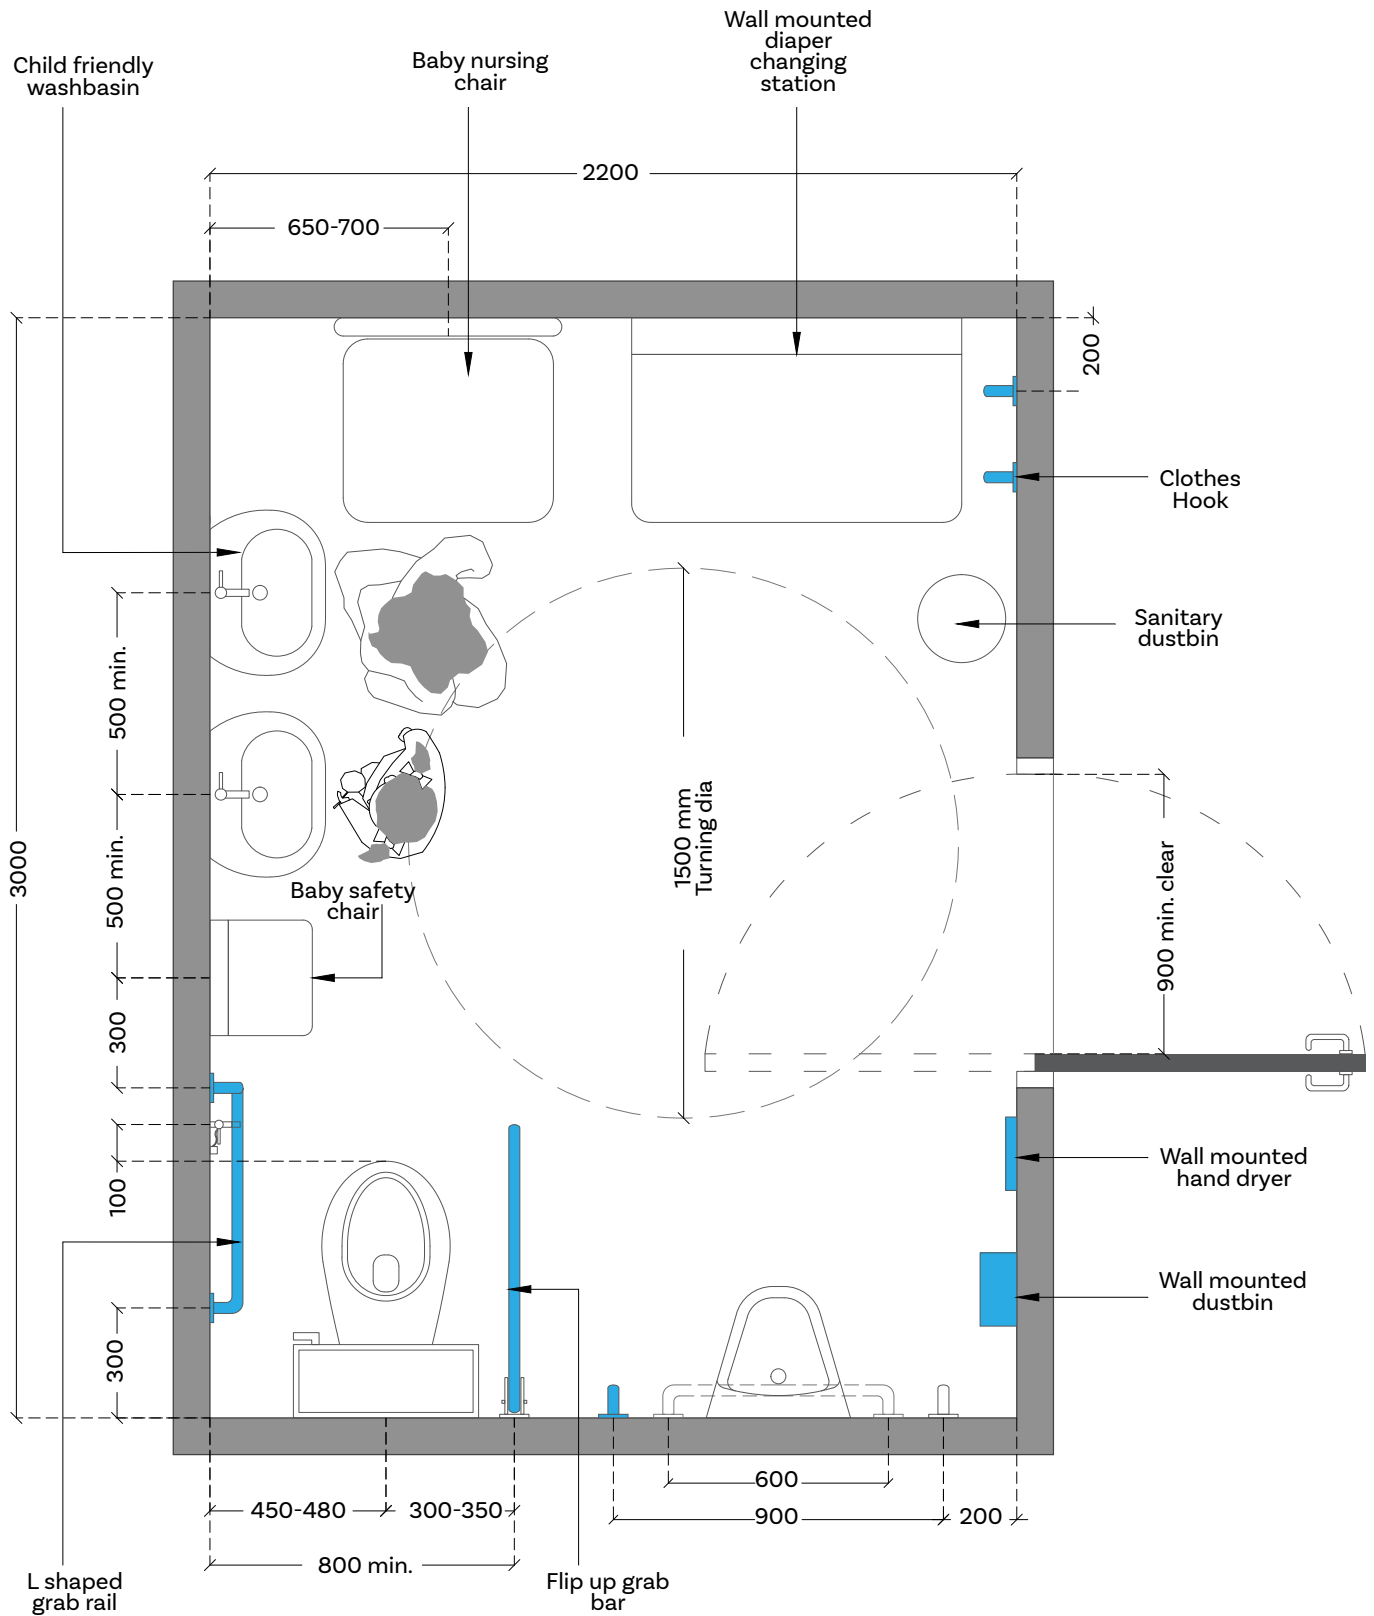 Wall mounted
diaper
changing
station
Baby nursing
chair
Child friendly
washbasin
2200
650-700
200
Clothes
Hook
Sanitary
dustbin
500 min.
500 min.
3000
1500 mm
Turning dia
900 min. clear
Baby safety
chair
300
100
300
Wall mounted
hand dryer
Wall mounted
dustbin
600
450-480
300-350
900
200
800 min.
L shaped
grab rail
Flip up grab
bar